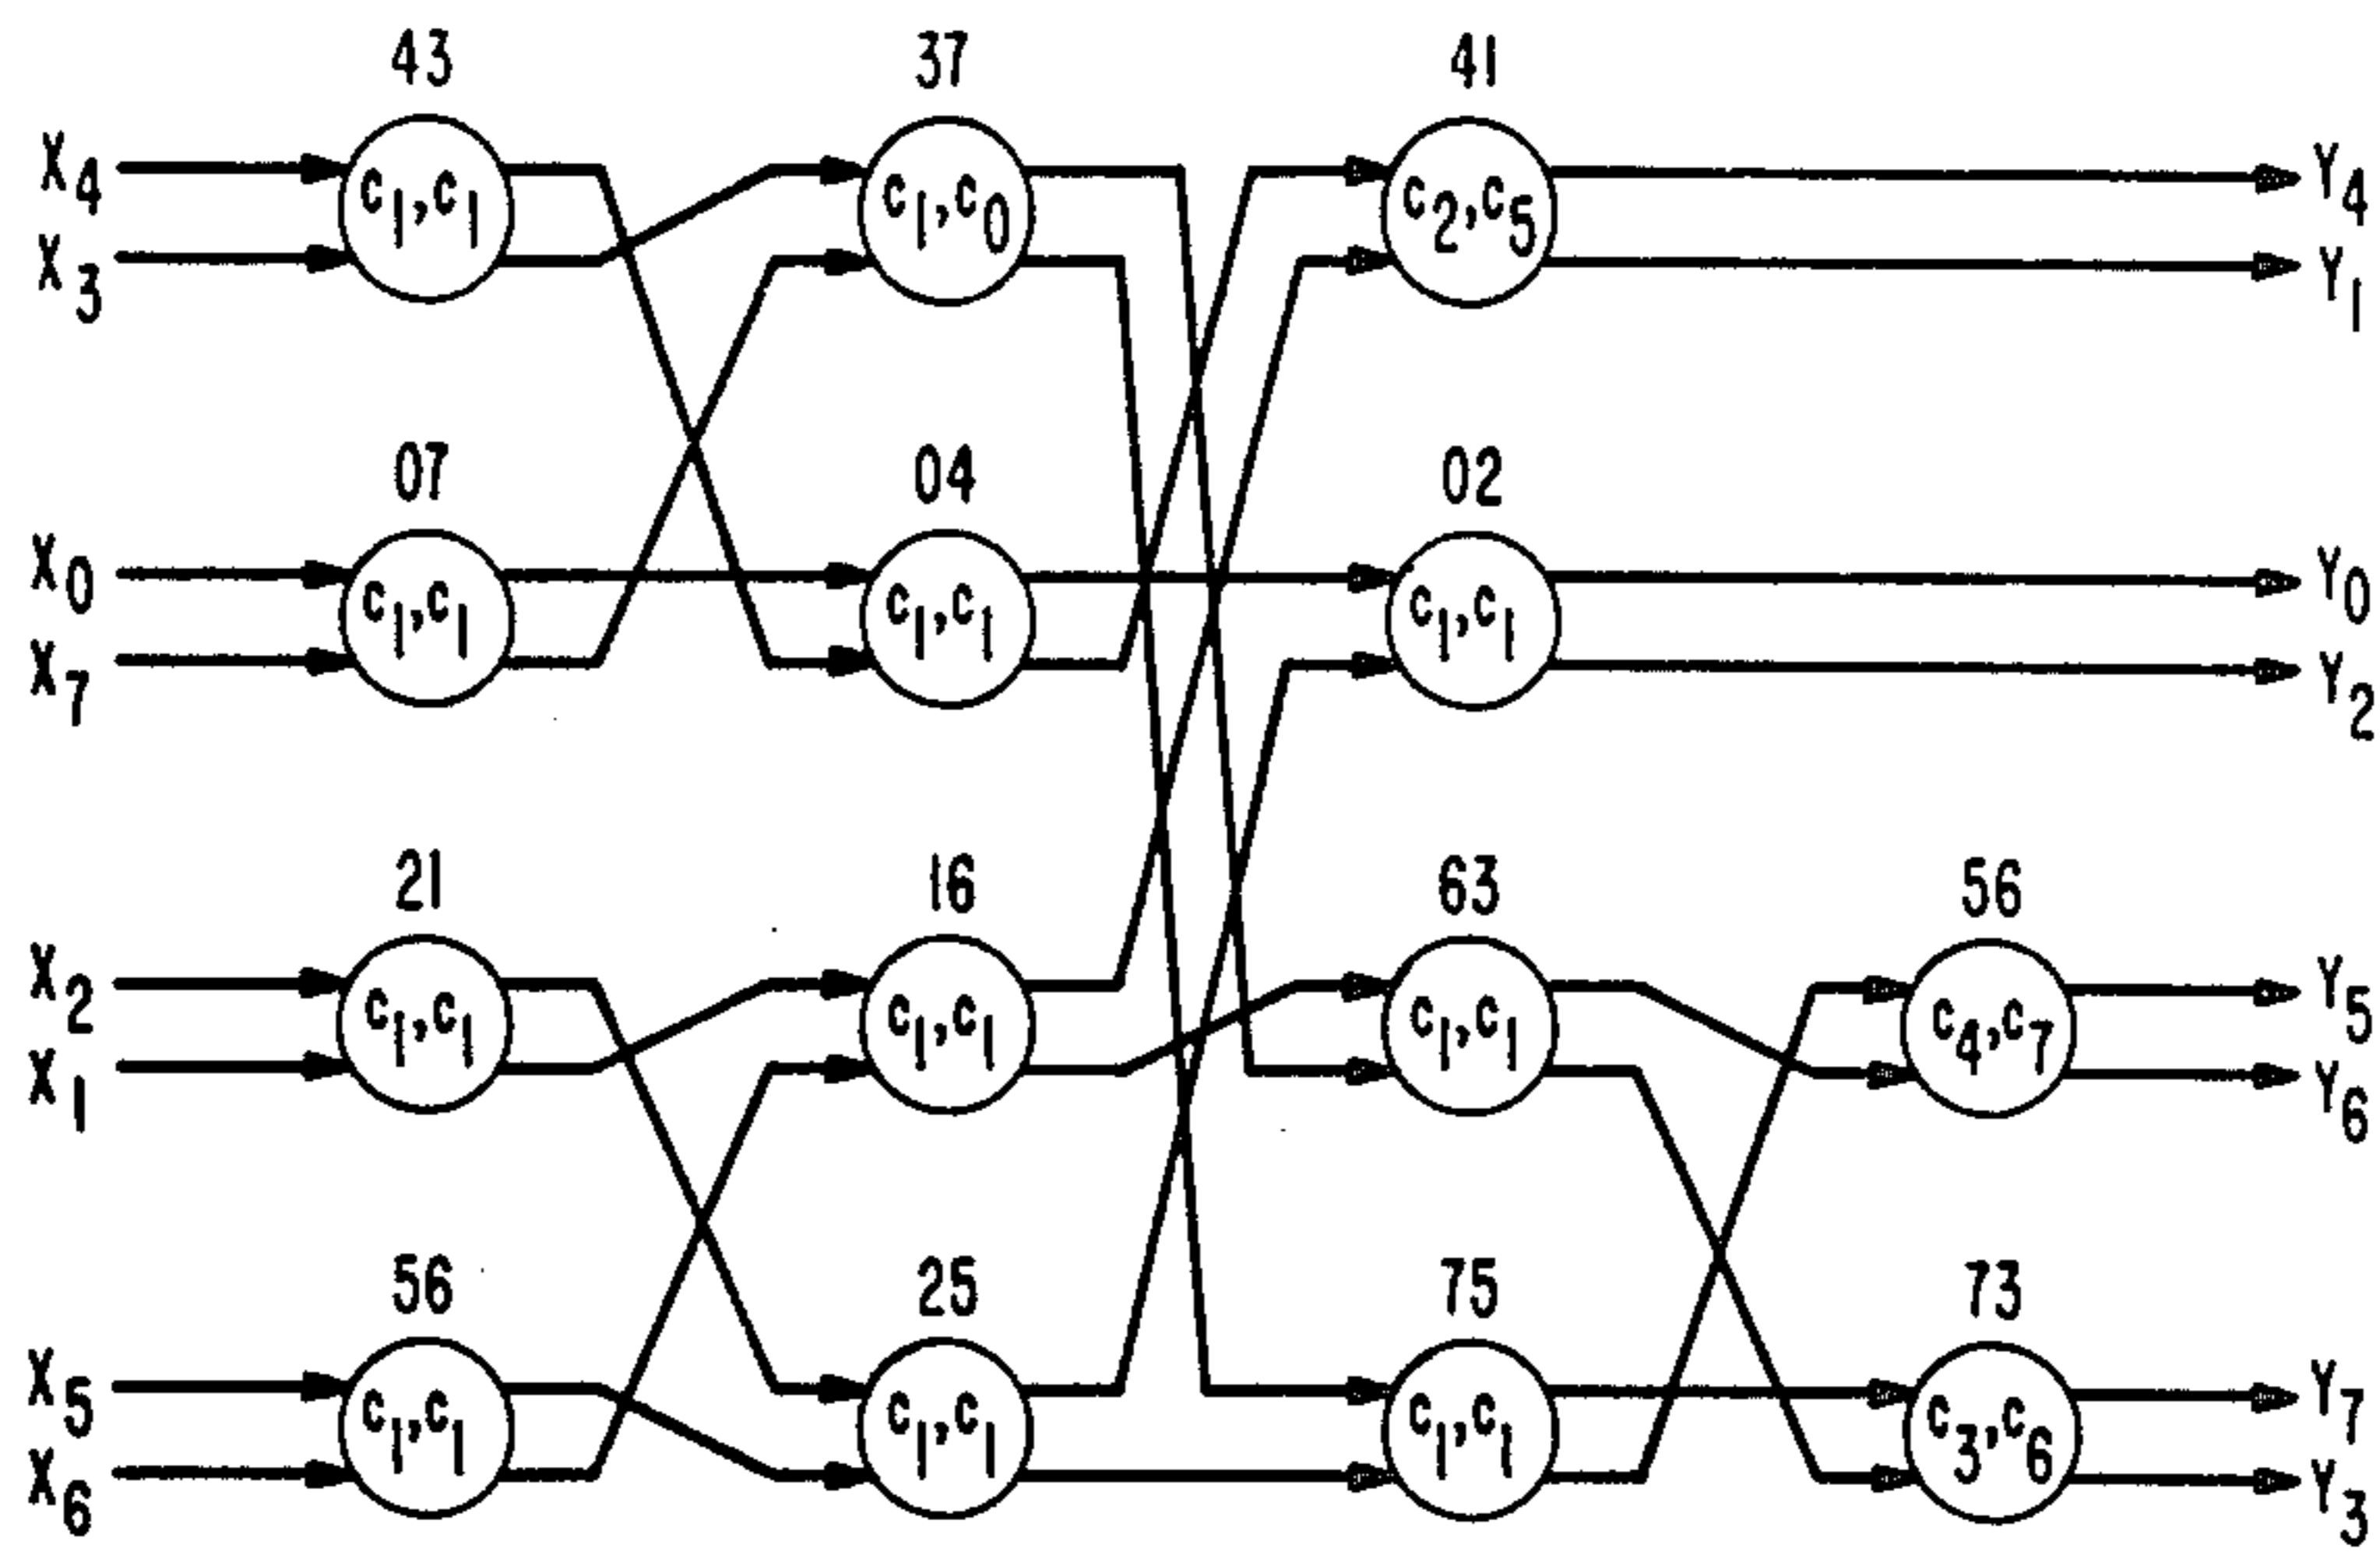 43 37 41
X4 c1,c1 c1,c0 c2,c5 Y4
X3 Y1
07 04 02
X0 c1,c1 c1,c1 c1,c1 Y0
X7 Y2
21 16 63 56
X2 c1,c1 c1,c1 c1,c1 c4,c7 Y5
X1 Y6
56 25 75 73
X5 c1,c1 c1,c1 c1,c1 c3,c6 Y7
X6 Y3